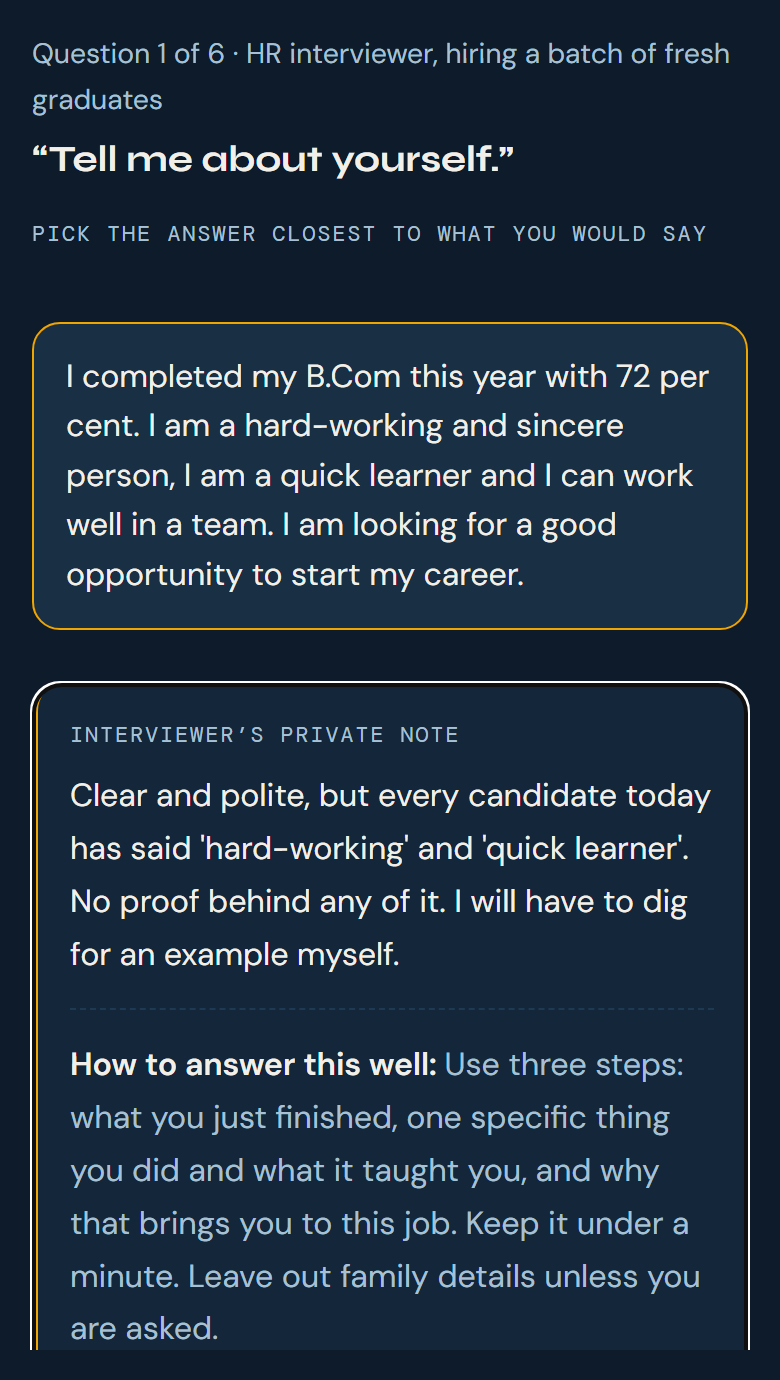 Question 1 of 6 · HR interviewer, hiring a batch of fresh
graduates
“Tell me about yourself.”
PICK THE ANSWER CLOSEST TO WHAT YOU WOULD SAY
I completed my B.Com this year with 72 per
cent. I am a hard-working and sincere
person, I am a quick learner and I can work
well in a team. I am looking for a good
opportunity to start my career.
INTERVIEWER’S PRIVATE NOTE
Clear and polite, but every candidate today
has said 'hard-working' and 'quick learner'.
No proof behind any of it. I will have to dig
for an example myself.
How to answer this well: Use three steps:
what you just finished, one specific thing
you did and what it taught you, and why
that brings you to this job. Keep it under a
minute. Leave out family details unless you
are asked.